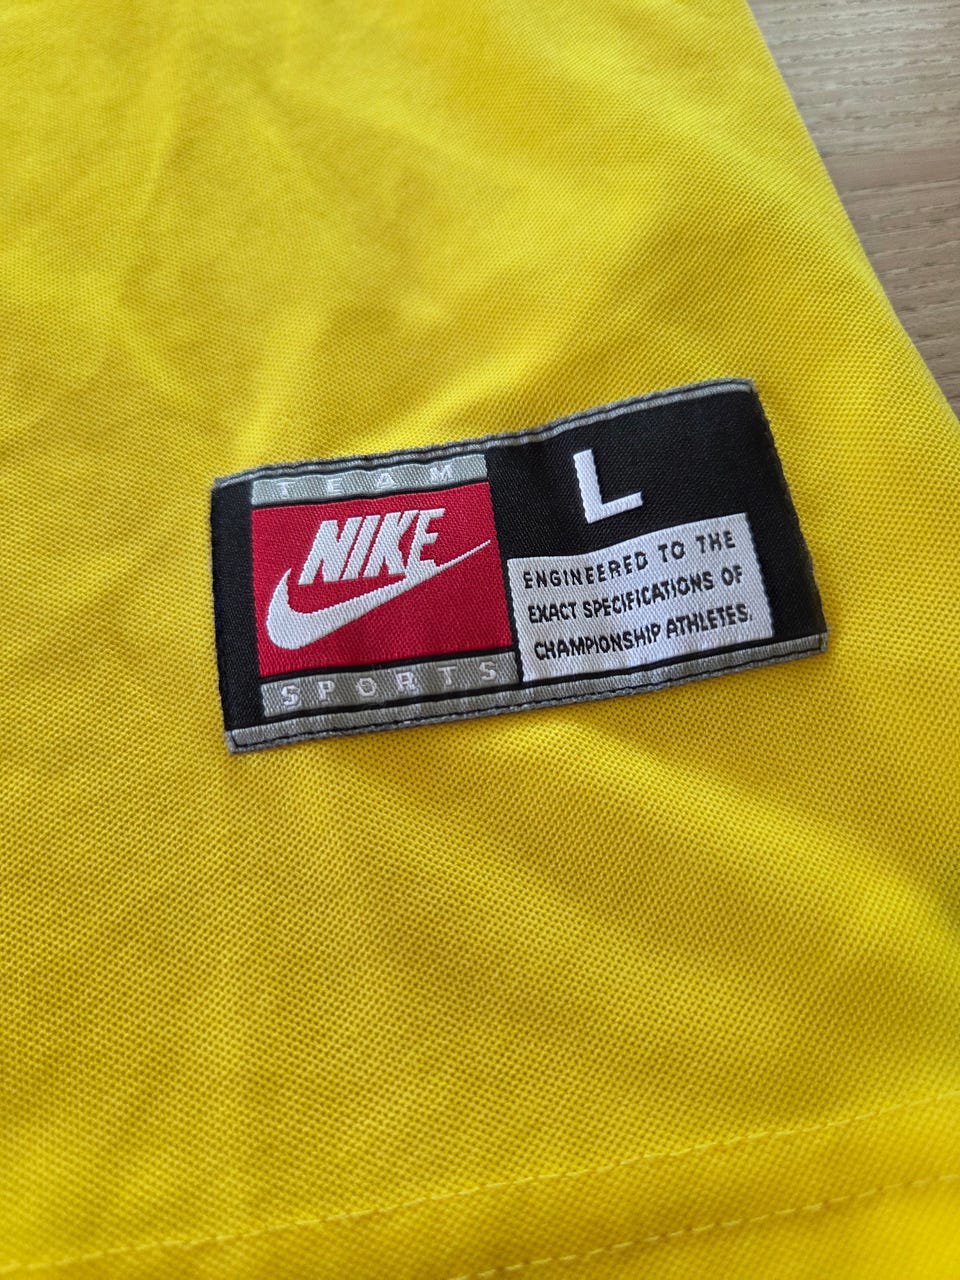 TEAM
NIKE
SPORTS
L
ENGINEERED TO THE
EXACT SPECIFICATIONS OF
CHAMPIONSHIP ATHLETES.